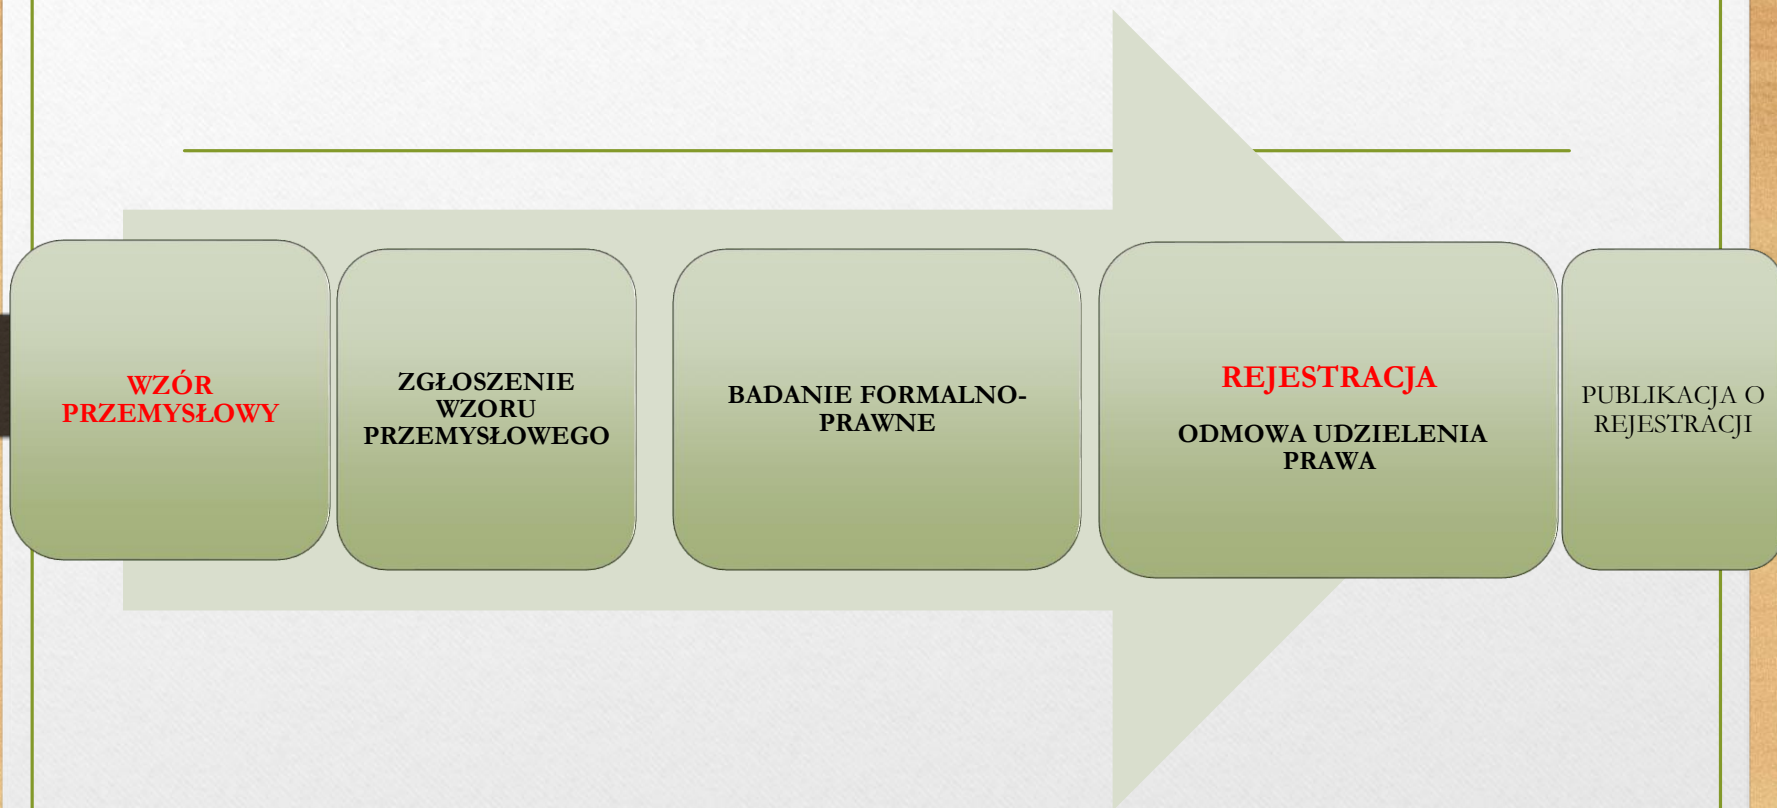 WZÓR
PRZEMYSŁOWY
ZGŁOSZENIE
WZORU
PRZEMYSŁOWEGO
BADANIE FORMALNO-
PRAWNE
REJESTRACJA
ODMOWA UDZIELENIA
PRAWA
PUBLIKACJA O
REJESTRACJI